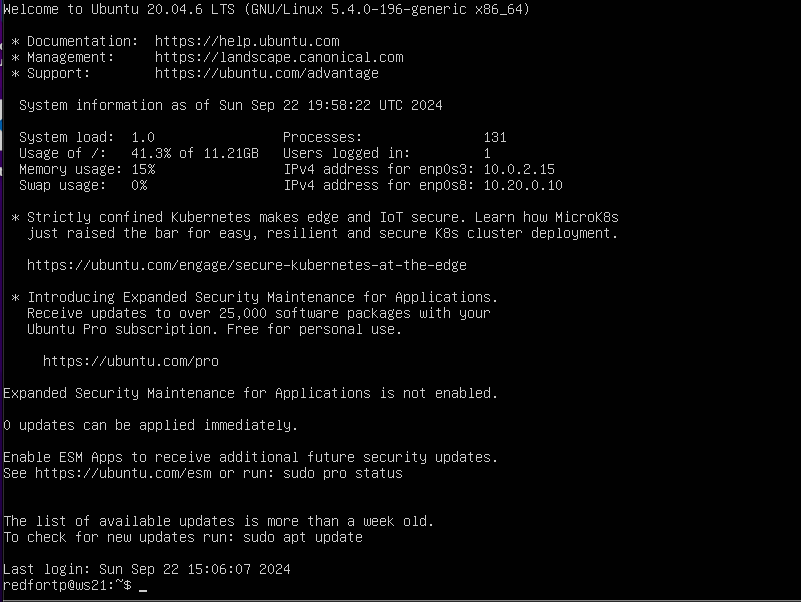 Welcome to Ubuntu 20.04.6 LTS (GNU/Linux 5.4.0-196-generic x86_64)
* Documentation: https://help.ubuntu.com
* Management: https://landscape.canonical.com
* Support: https://ubuntu.com/advantage
System information as of Sun Sep 22 19:58:22 UTC 2024
System load: 1.0 Processes: 131
Usage of /: 41.3% of 11.21GB Users logged in: 1
Memory usage: 15% IPv4 address for enp0s3: 10.0.2.15
Swap usage: 0% IPv4 address for enp0s8: 10.20.0.10
* Strictly confined Kubernetes makes edge and IoT secure. Learn how MicroK8s
just raised the bar for easy, resilient and secure K8s cluster deployment.
https://ubuntu.com/engage/secure-kubernetes-at-the-edge
* Introducing Expanded Security Maintenance for Applications.
Receive updates to over 25,000 software packages with your
Ubuntu Pro subscription. Free for personal use.
https://ubuntu.com/pro
Expanded Security Maintenance for Applications is not enabled.
0 updates can be applied immediately.
Enable ESM Apps to receive additional future security updates.
See https://ubuntu.com/esm or run: sudo pro status
The list of available updates is more than a week old.
To check for new updates run: sudo apt update
Last login: Sun Sep 22 15:06:07 2024
redfortp@ws21:~$ _